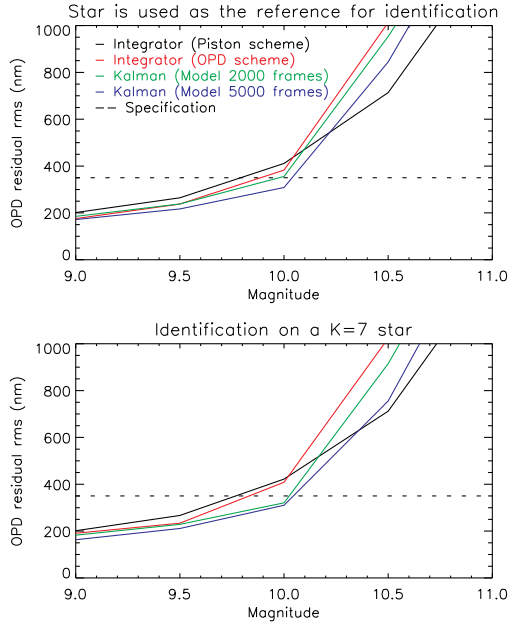 Star is used as the reference for identification
1000
800
600
400
200
0
OPD residual rms (nm)
Integrator (Piston scheme)
Integrator (OPD scheme)
Kalman (Model 2000 frames)
Kalman (Model 5000 frames)
Specification
9.0 9.5 10.0 10.5 11.0
Magnitude
Identification on a K=7 star
1000
800
600
400
200
0
OPD residual rms (nm)
9.0 9.5 10.0 10.5 11.0
Magnitude